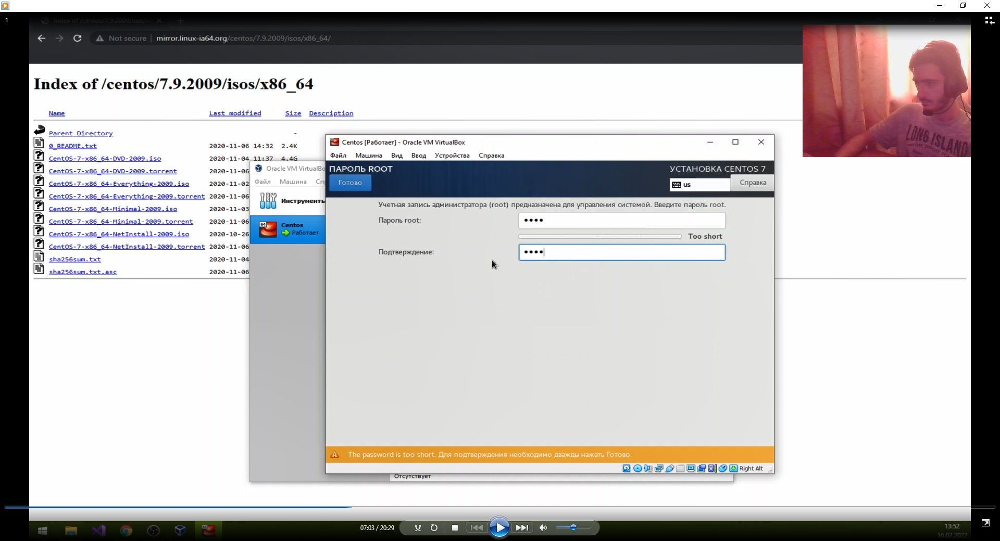 1
Index of /centos/7.9.2009/isos/x
Not secure | mirror.linux-ia64.org/centos/7.9.2009/isos/x86_64/
Index of /centos/7.9.2009/isos/x86_64
Name Last modified Size Description
Parent Directory -
0_README.txt 2020-11-06 14:32 2.4K
CentOS-7-x86_64-DVD-2009.iso 2020-11-04 11:37 4.4G
CentOS-7-x86_64-DVD-2009.torrent 2020-11-06
CentOS-7-x86_64-Everything-2009.iso 2020-11-02
CentOS-7-x86_64-Everything-2009.torrent 2020-11-06
CentOS-7-x86_64-Minimal-2009.iso 2020-11-03
CentOS-7-x86_64-Minimal-2009.torrent 2020-11-06
CentOS-7-x86_64-NetInstall-2009.iso 2020-10-26
CentOS-7-x86_64-NetInstall-2009.torrent 2020-11-06
sha256sum.txt 2020-11-04
sha256sum.txt.asc 2020-11-06
LONG ISLAND
Oracle VM VirtualBo
Файл Машина Сп
Инструменты
64
Centos
Работает
Отсутствует
Centos [Работает] - Oracle VM VirtualBox
Файл Машина Вид Ввод Устройства Справка
ПАРОЛЬ ROOT УСТАНОВКА CENTOS 7
Готово us Справка
Учетная запись администратора (root) предназначена для управления системой. Введите пароль root.
Пароль root: ••••
Too short
Подтверждение: ••••
The password is too short. Для подтверждения необходимо дважды нажать Готово.
Right Alt
07:03 / 20:29
13:52
16.02.2022